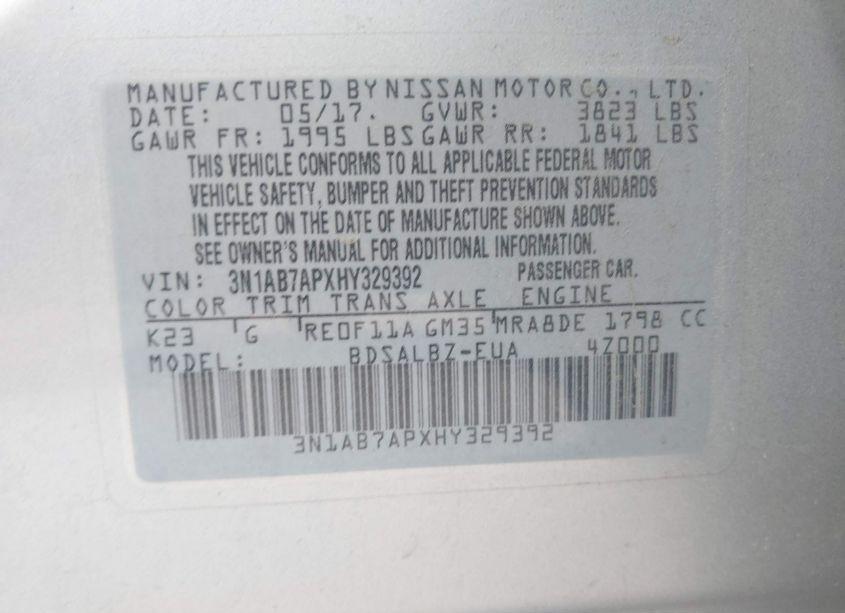 MANUFACTURED BY NISSAN MOTOR CO., LTD.
DATE: 05/17. GVWR: 3823 LBS
GAWR FR: 1995 LBS GAWR RR: 1841 LBS
THIS VEHICLE CONFORMS TO ALL APPLICABLE FEDERAL MOTOR
VEHICLE SAFETY, BUMPER AND THEFT PREVENTION STANDARDS
IN EFFECT ON THE DATE OF MANUFACTURE SHOWN ABOVE.
SEE OWNER'S MANUAL FOR ADDITIONAL INFORMATION.
VIN: 3N1AB7APXHY329392 PASSENGER CAR.
COLOR TRIM TRANS AXLE ENGINE
K23 G RE0F11A GM35 MRA8DE 1798 CC
MODEL: BDSALBZ-EUA 4Z000
3N1AB7APXHY329392